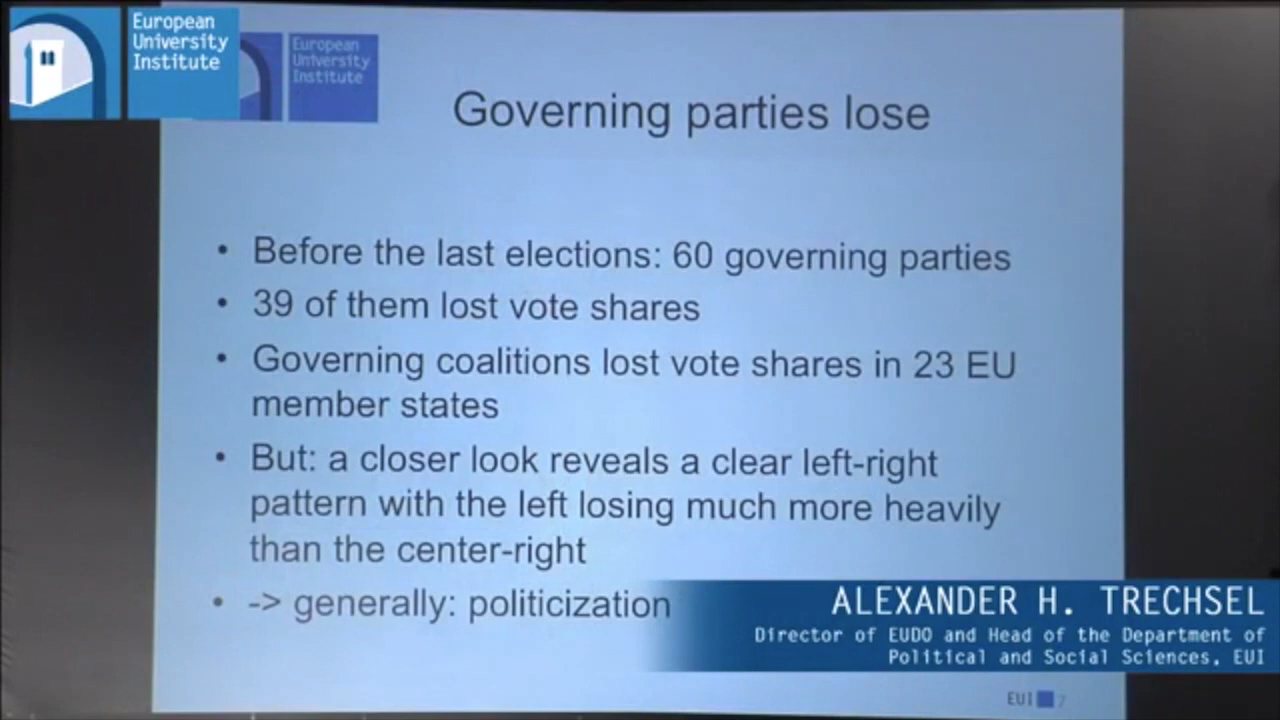 European
University
Institute
European
University
Institute
Governing parties lose
• Before the last elections: 60 governing parties
• 39 of them lost vote shares
• Governing coalitions lost vote shares in 23 EU
member states
• But: a closer look reveals a clear left-right
pattern with the left losing much more heavily
than the center-right
• -> generally: politicization
ALEXANDER H. TRECHSEL
Director of EUDO and Head of the Department of
Political and Social Sciences, EUI
EUI 7